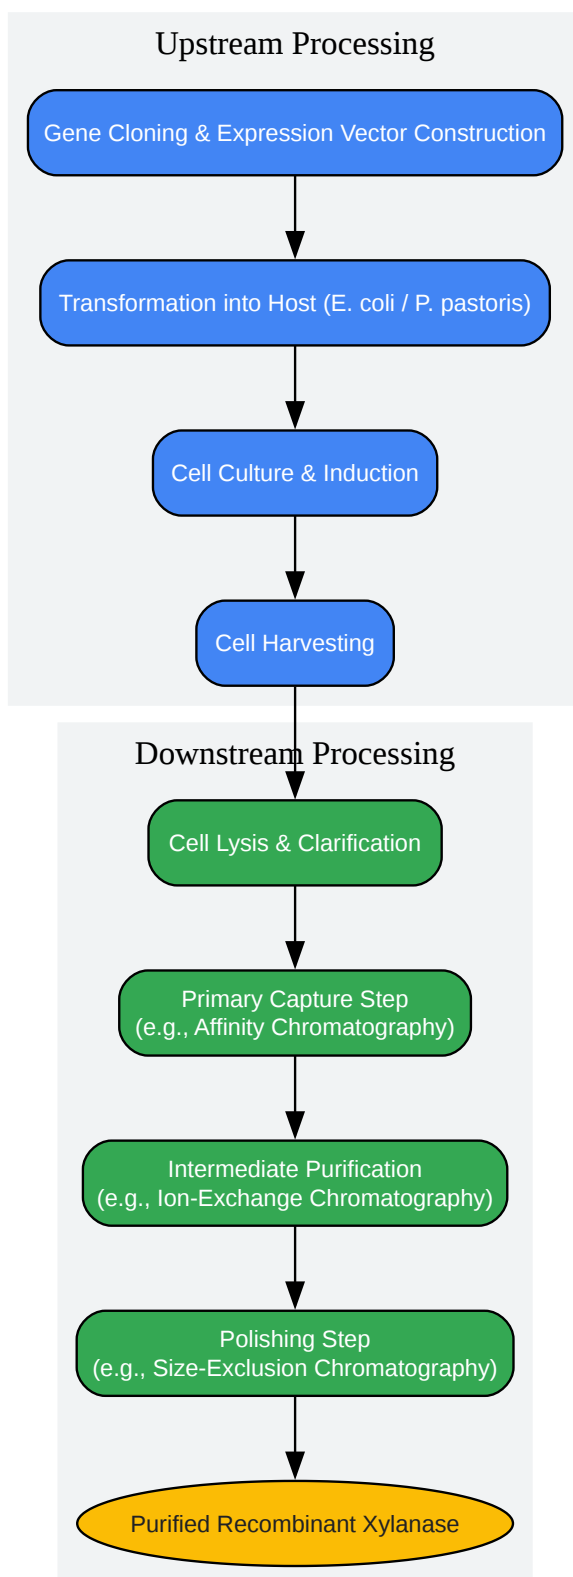 Upstream Processing
Gene Cloning & Expression Vector Construction
Transformation into Host (E. coli / P. pastoris)
Cell Culture & Induction
Cell Harvesting
Downstream Processing
Cell Lysis & Clarification
Primary Capture Step
(e.g., Affinity Chromatography)
Intermediate Purification
(e.g., Ion-Exchange Chromatography)
Polishing Step
(e.g., Size-Exclusion Chromatography)
Purified Recombinant Xylanase